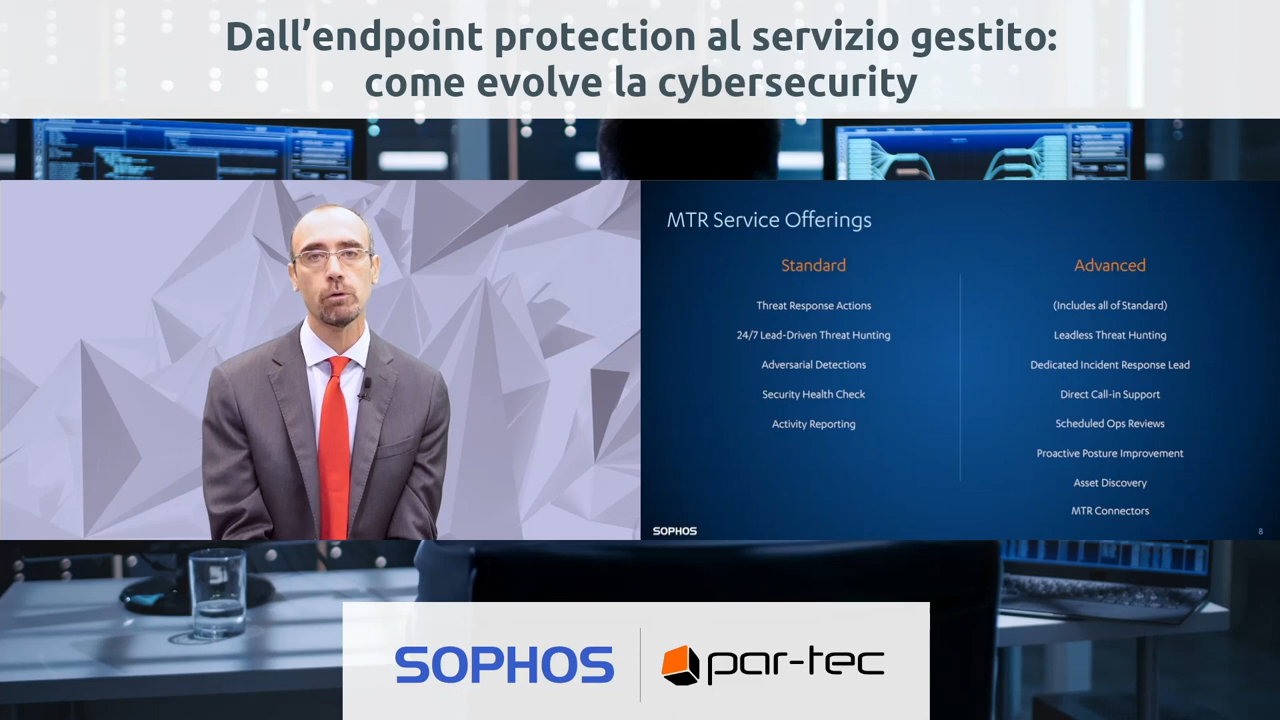 Dall’endpoint protection al servizio gestito:
come evolve la cybersecurity
MTR Service Offerings
Standard
Threat Response Actions
24/7 Lead-Driven Threat Hunting
Adversarial Detections
Security Health Check
Activity Reporting
Advanced
(Includes all of Standard)
Leadless Threat Hunting
Dedicated Incident Response Lead
Direct Call-in Support
Scheduled Ops Reviews
Proactive Posture Improvement
Asset Discovery
MTR Connectors
SOPHOS
8
SOPHOS
par-tec